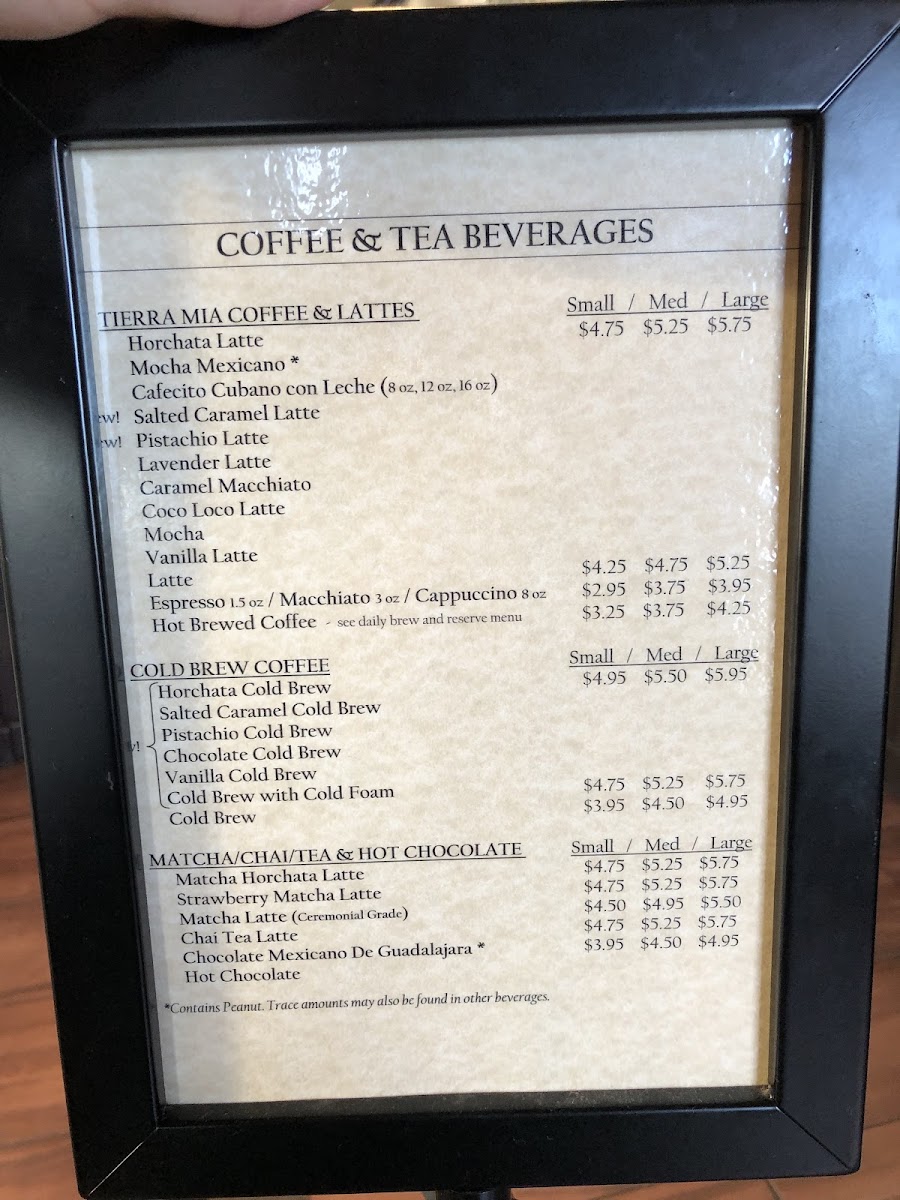 COFFEE & TEA BEVERAGES
TIERRA MIA COFFEE & LATTES Small / Med / Large
Horchata Latte $4.75 $5.25 $5.75
Mocha Mexicano *
Cafecito Cubano con Leche (8 oz, 12 oz, 16 oz)
ew! Salted Caramel Latte
ew! Pistachio Latte
Lavender Latte
Caramel Macchiato
Coco Loco Latte
Mocha
Vanilla Latte
Latte $4.25 $4.75 $5.25
Espresso 1.5 oz / Macchiato 3 oz / Cappuccino 8 oz $2.95 $3.75 $3.95
Hot Brewed Coffee - see daily brew and reserve menu $3.25 $3.75 $4.25
COLD BREW COFFEE Small / Med / Large
Horchata Cold Brew $4.95 $5.50 $5.95
Salted Caramel Cold Brew
Pistachio Cold Brew
w! Chocolate Cold Brew
Vanilla Cold Brew
Cold Brew with Cold Foam $4.75 $5.25 $5.75
Cold Brew $3.95 $4.50 $4.95
MATCHA/CHAI/TEA & HOT CHOCOLATE Small / Med / Large
Matcha Horchata Latte $4.75 $5.25 $5.75
Strawberry Matcha Latte $4.75 $5.25 $5.75
Matcha Latte (Ceremonial Grade) $4.50 $4.95 $5.50
Chai Tea Latte $4.75 $5.25 $5.75
Chocolate Mexicano De Guadalajara * $3.95 $4.50 $4.95
Hot Chocolate
*Contains Peanut. Trace amounts may also be found in other beverages.